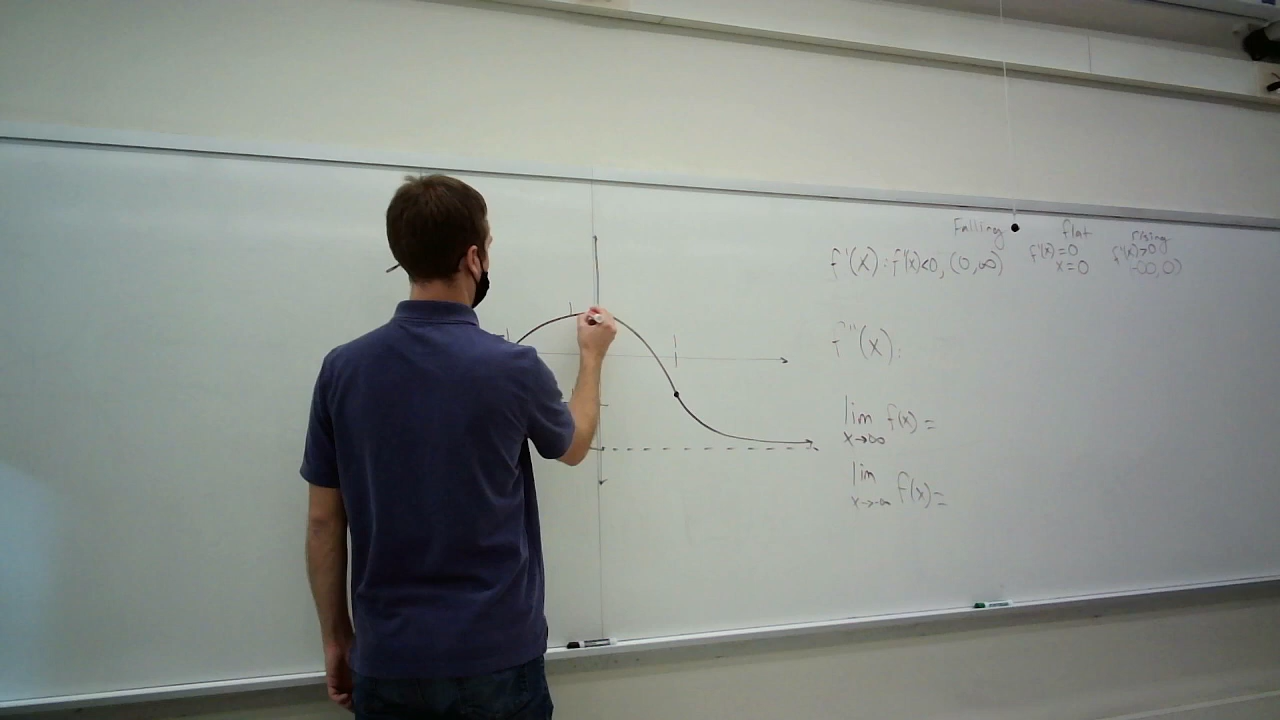 Falling flat rising
f'(x): f'(x)<0, (0,∞) f'(x)=0 f'(x)>0
x=0 -∞,0)
f''(x):
lim f(x)=
x→∞
lim f(x)=
x→-∞